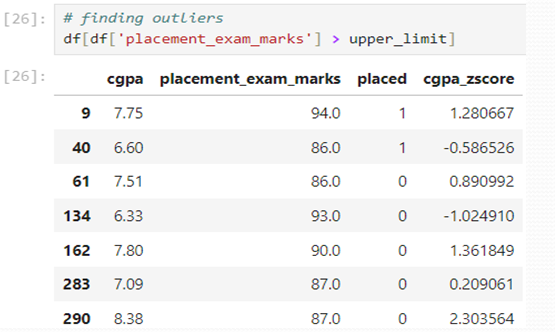 [26]: # finding outliers
df[df['placement_exam_marks'] > upper_limit]
[26]: cgpa placement_exam_marks placed cgpa_zscore
9 7.75 94.0 1 1.280667
40 6.60 86.0 1 -0.586526
61 7.51 86.0 0 0.890992
134 6.33 93.0 0 -1.024910
162 7.80 90.0 0 1.361849
283 7.09 87.0 0 0.209061
290 8.38 87.0 0 2.303564